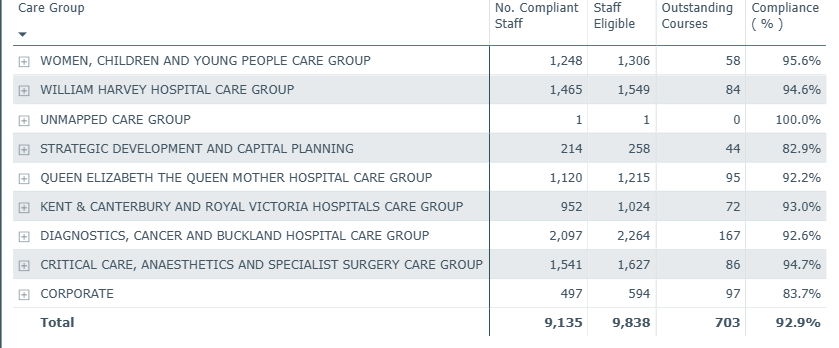 Care Group No. Compliant Staff Outstanding Compliance
Staff Eligible Courses ( % )
WOMEN, CHILDREN AND YOUNG PEOPLE CARE GROUP 1,248 1,306 58 95.6%
WILLIAM HARVEY HOSPITAL CARE GROUP 1,465 1,549 84 94.6%
UNMAPPED CARE GROUP 1 1 0 100.0%
STRATEGIC DEVELOPMENT AND CAPITAL PLANNING 214 258 44 82.9%
QUEEN ELIZABETH THE QUEEN MOTHER HOSPITAL CARE GROUP 1,120 1,215 95 92.2%
KENT & CANTERBURY AND ROYAL VICTORIA HOSPITALS CARE GROUP 952 1,024 72 93.0%
DIAGNOSTICS, CANCER AND BUCKLAND HOSPITAL CARE GROUP 2,097 2,264 167 92.6%
CRITICAL CARE, ANAESTHETICS AND SPECIALIST SURGERY CARE GROUP 1,541 1,627 86 94.7%
CORPORATE 497 594 97 83.7%
Total 9,135 9,838 703 92.9%